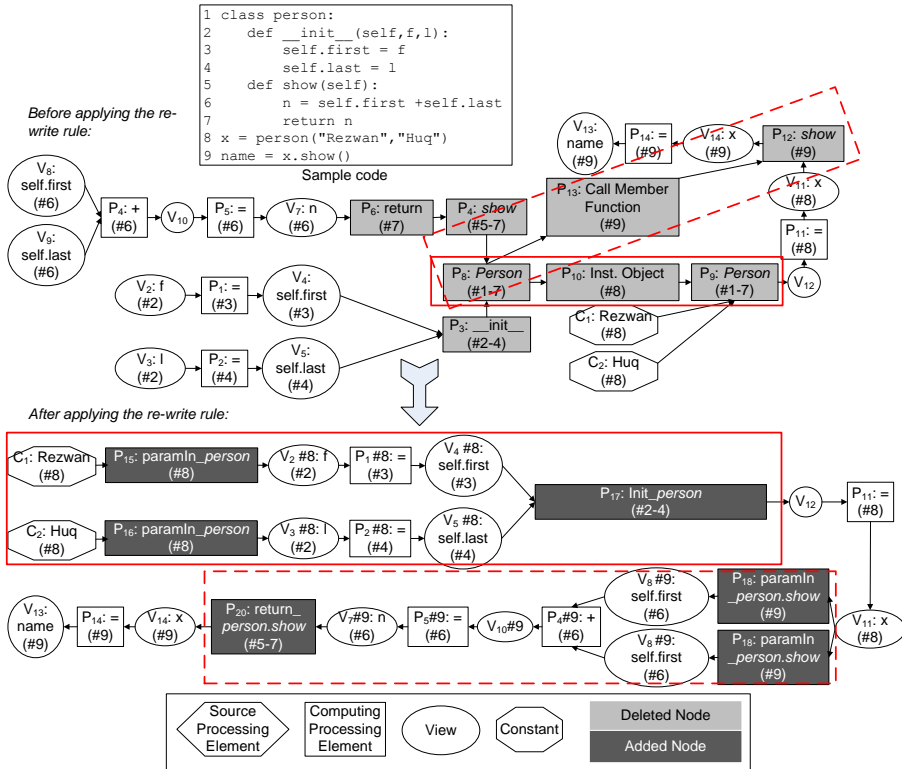 1 class person:
2    def __init__(self,f,l):
3        self.first = f
4        self.last = l
5    def show(self):
6        n = self.first +self.last
7        return n
8 x = person("Rezwan","Huq")
9 name = x.show()
Sample code
Before applying the re-
write rule:
V8:
self.first
(#6)
V9:
self.last
(#6)
P4: +
(#6)
V10
P5: =
(#6)
V7: n
(#6)
P6: return
(#7)
P4: show
(#5-7)
V13:
name
(#9)
P14: =
(#9)
V14: x
(#9)
P12: show
(#9)
P13: Call Member
Function
(#9)
V11: x
(#8)
P11: =
(#8)
V2: f
(#2)
P1: =
(#3)
V4:
self.first
(#3)
P8: Person
(#1-7)
P10: Inst. Object
(#8)
P9: Person
(#1-7)
V12
V3: l
(#2)
P2: =
(#4)
V5:
self.last
(#4)
P3: __init__
(#2-4)
C1: Rezwan
(#8)
C2: Huq
(#8)
After applying the re-write rule:
C1: Rezwan
(#8)
P15: paramIn_person
(#8)
V2 #8: f
(#2)
P1 #8: =
(#3)
V4 #8:
self.first
(#3)
C2: Huq
(#8)
P16: paramIn_person
(#8)
V3 #8: l
(#2)
P2 #8: =
(#4)
V5 #8:
self.last
(#4)
P17: Init_person
(#2-4)
V12
P11: =
(#8)
V13:
name
(#9)
P14: =
(#9)
V14: x
(#9)
P20: return_
person.show
(#5-7)
V7#9: n
(#6)
P5#9: =
(#6)
V10#9
P4#9: +
(#6)
V8 #9:
self.first
(#6)
P18: paramIn
_person.show
(#9)
V8 #9:
self.first
(#6)
P18: paramIn
_person.show
(#9)
V11: x
(#8)
Source
Processing
Element
Computing
Processing
Element
View
Constant
Deleted Node
Added Node